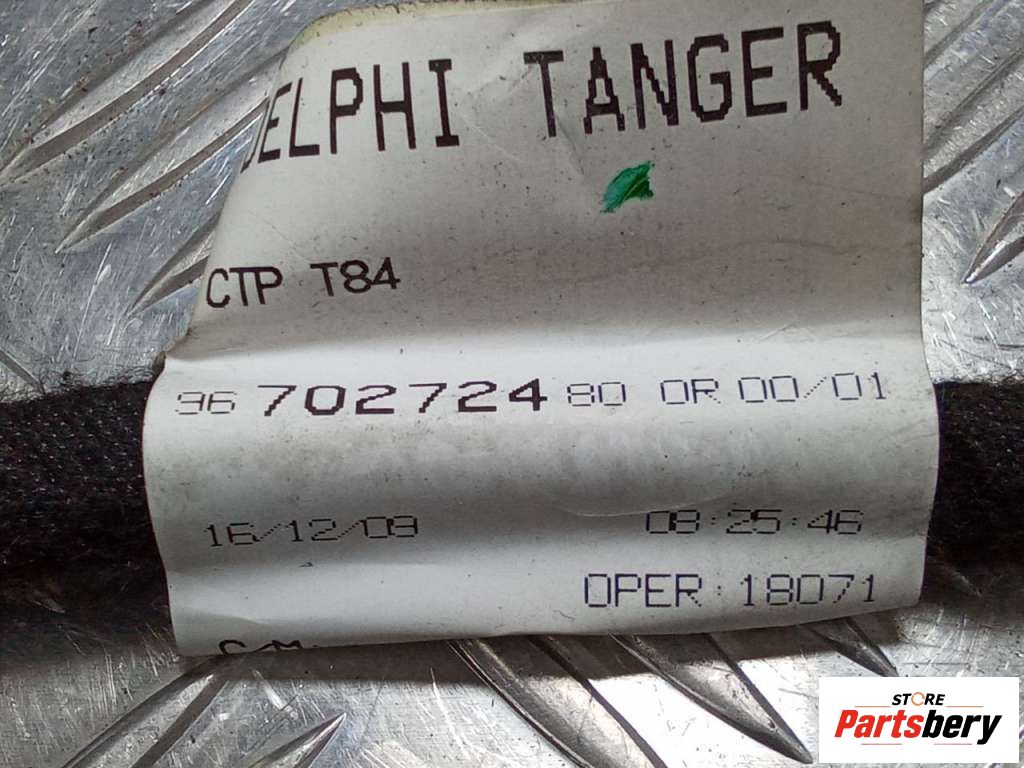 DELPHI TANGER
CTP T84
96 702724 80 OR 00/01
16/12/09 08:25:46
OPER:18071
C/M:
STORE
Partsbery